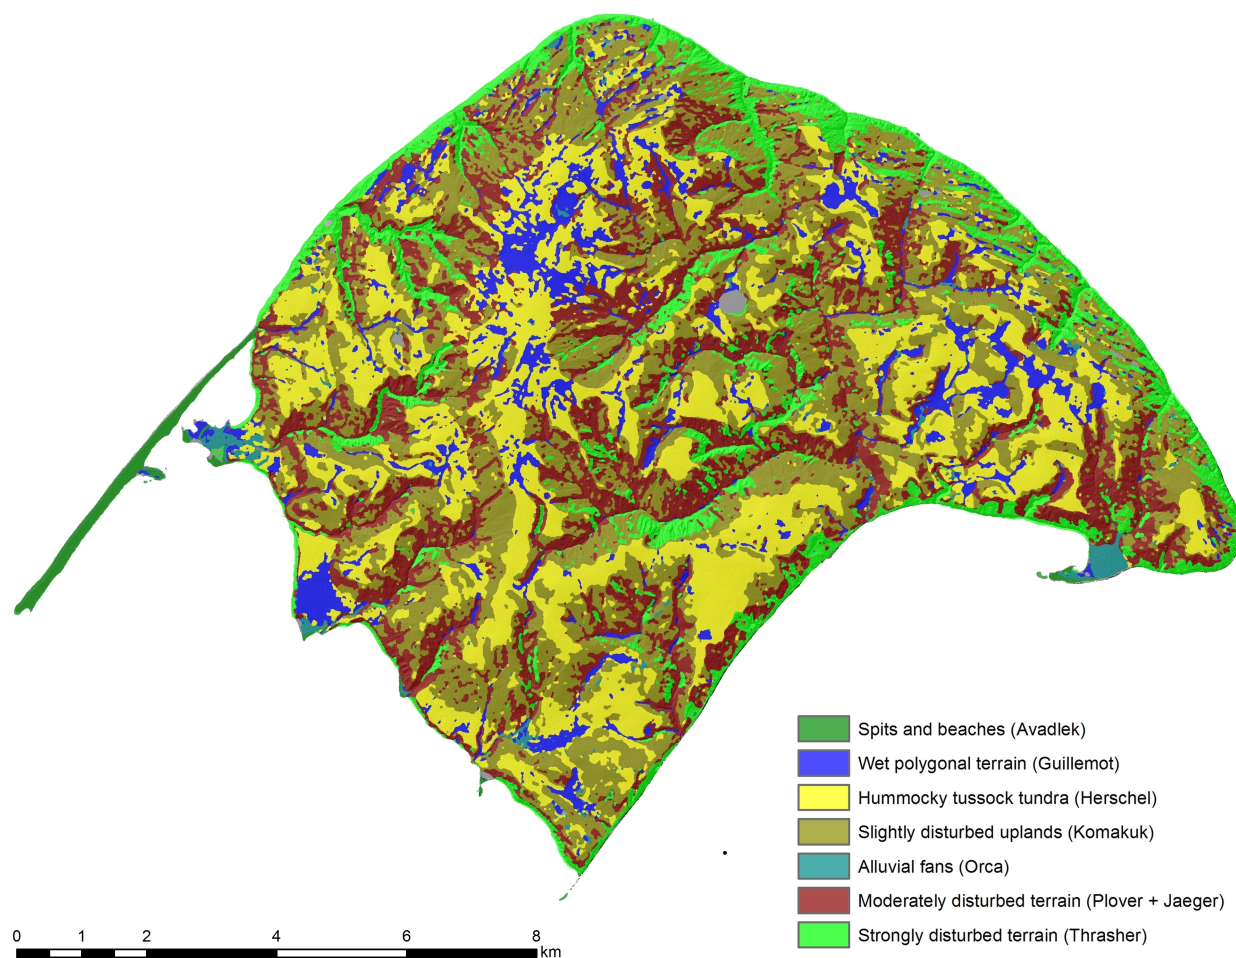 Spits and beaches (Avadlek)
Wet polygonal terrain (Guillemot)
Hummocky tussock tundra (Herschel)
Slightly disturbed uplands (Komakuk)
Alluvial fans (Orca)
Moderately disturbed terrain (Plover + Jaeger)
Strongly disturbed terrain (Thrasher)
0 1 2 4 6 8
km